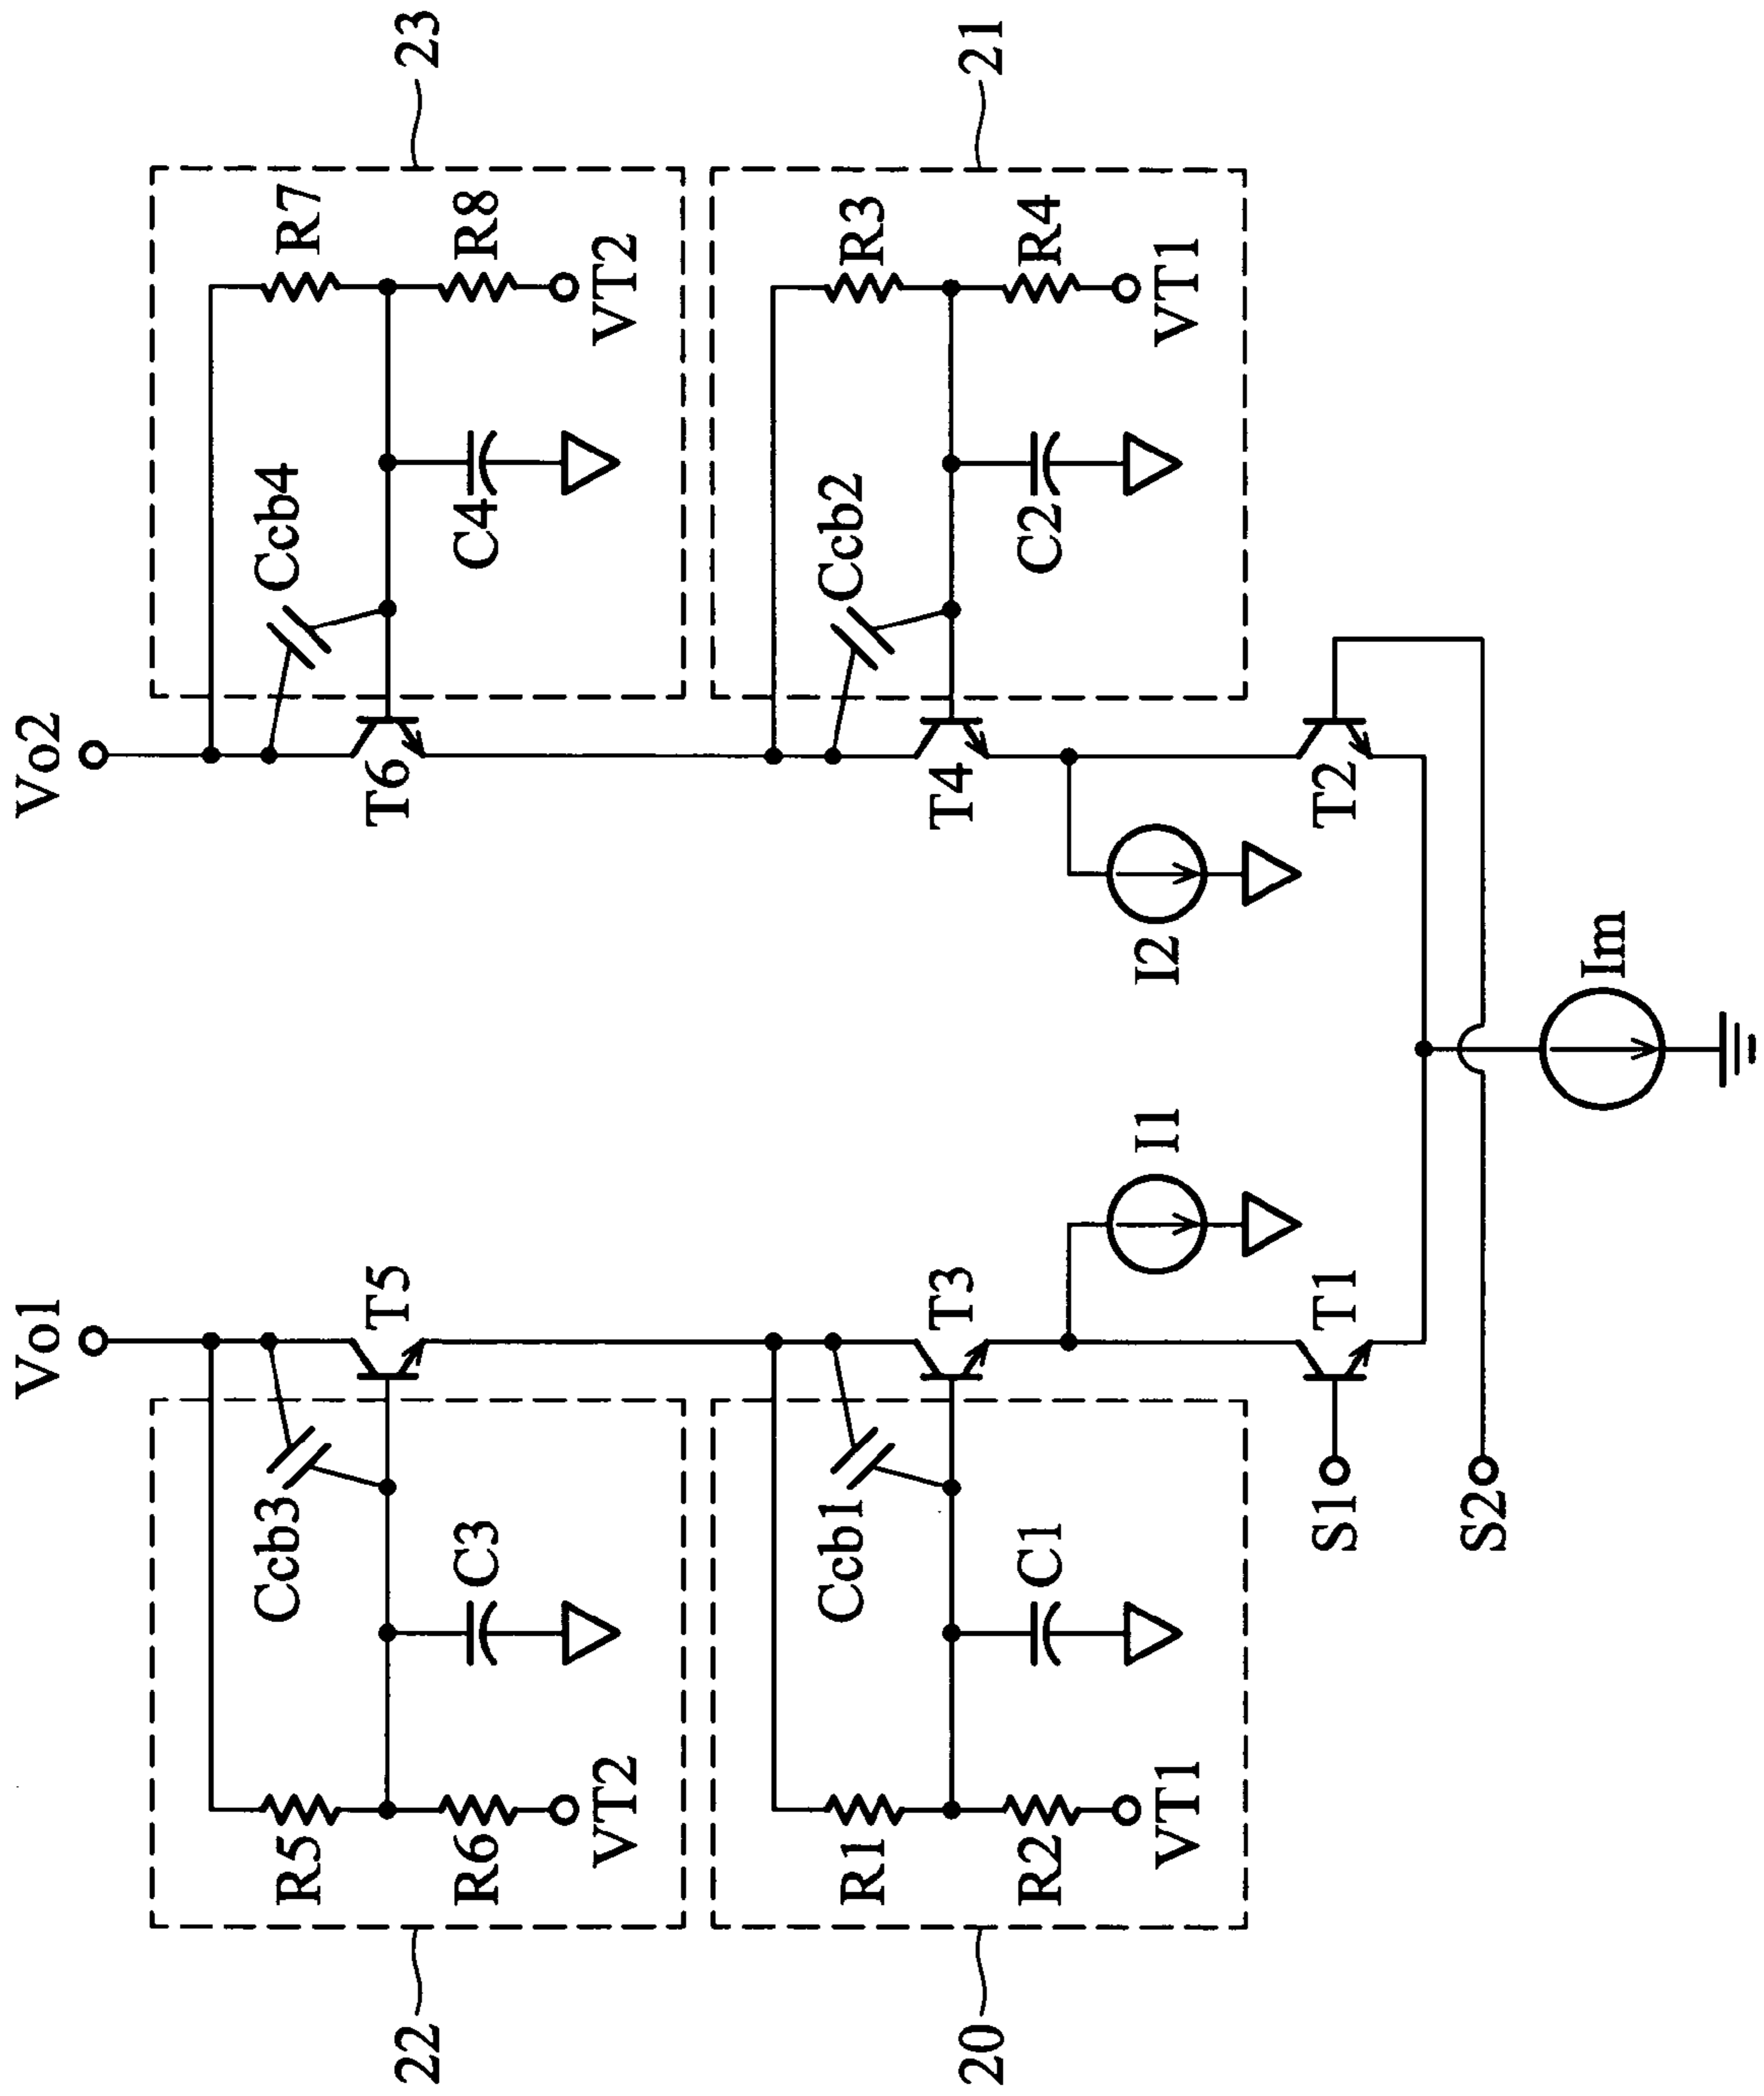 Vo1
Vo2
22
R5
R6
VT2
Ccb3
C3
T5
T6
Ccb4
C4
R7
R8
VT2
23
20
R1
R2
VT1
Ccb1
C1
T3
T4
Ccb2
C2
R3
R4
VT1
21
I1
I2
S1
T1
T2
S2
Im